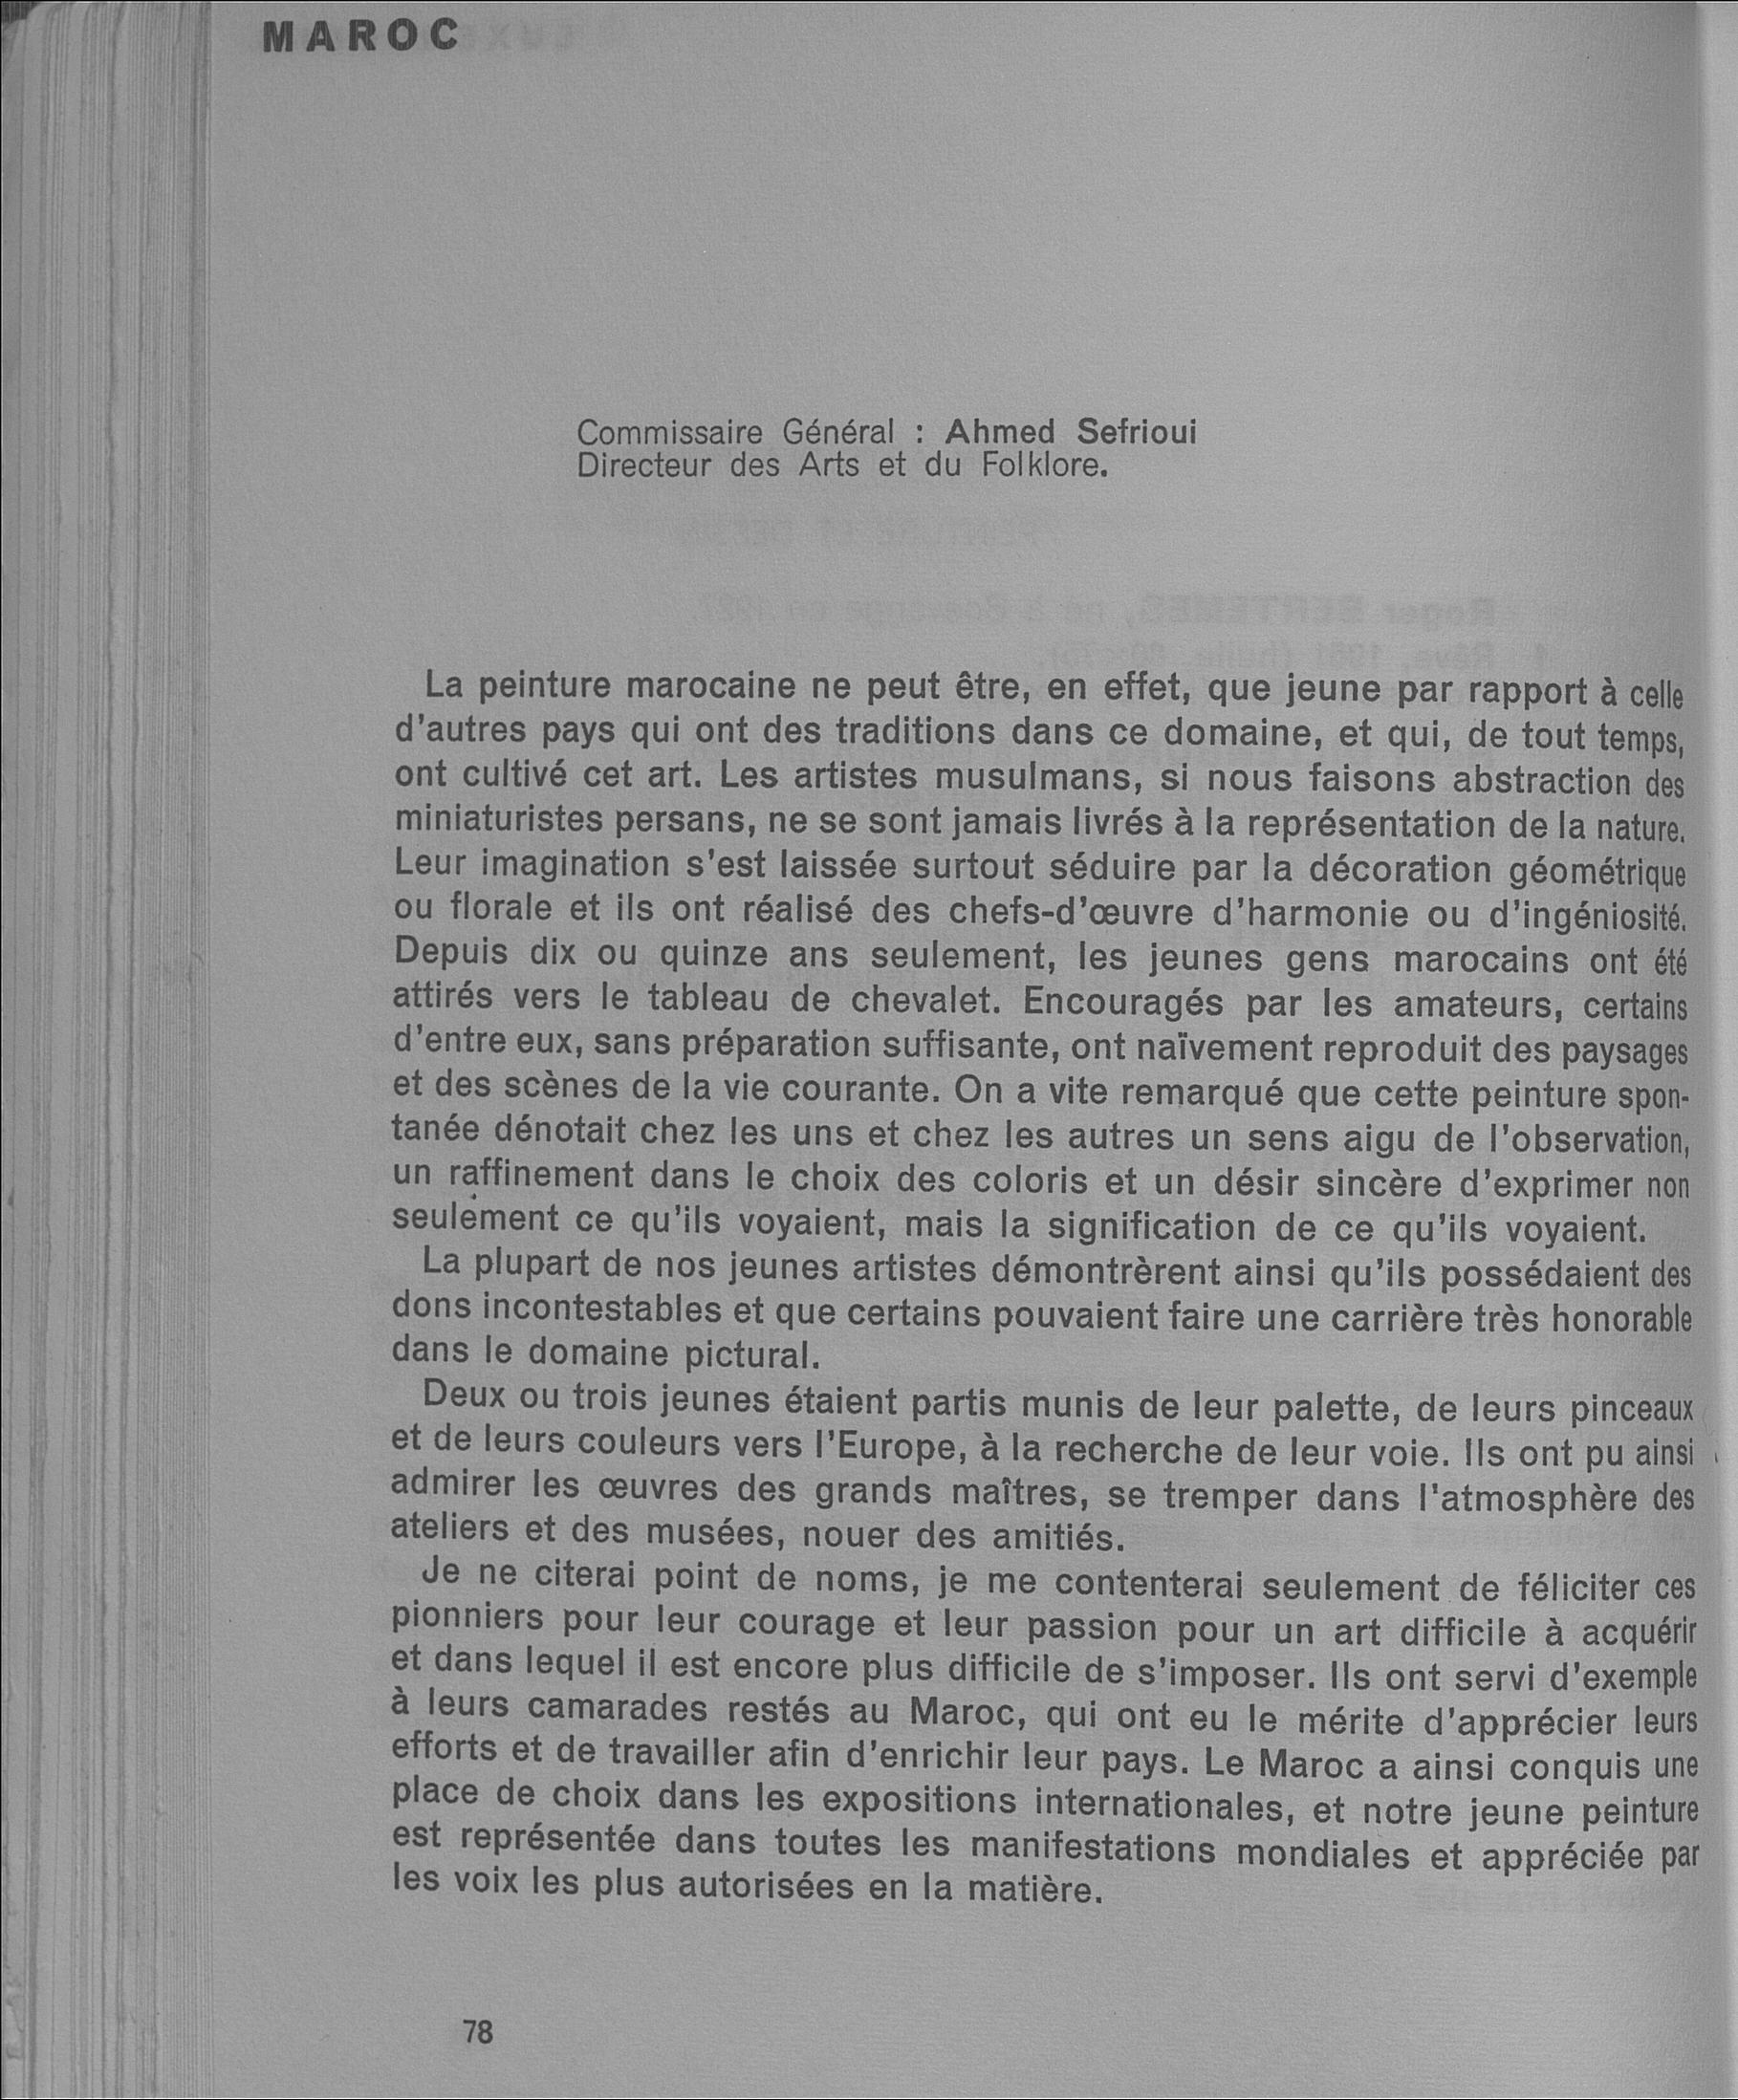 MAROC
Commissaire Général : Ahmed Sefrioui
Directeur des Arts et du Folklore.
La peinture marocaine ne peut être, en effet, que jeune par rapport à celle
d'autres pays qui ont des traditions dans ce domaine, et qui, de tout temps,
ont cultivé cet art. Les artistes musulmans, si nous faisons abstraction des
miniaturistes persans, ne se sont jamais livrés à la représentation de la nature.
Leur imagination s'est laissée surtout séduire par la décoration géométrique
ou florale et ils ont réalisé des chefs-d'œuvre d'harmonie ou d'ingéniosité.
Depuis dix ou quinze ans seulement, les jeunes gens marocains ont été
attirés vers le tableau de chevalet. Encouragés par les amateurs, certains
d'entre eux, sans préparation suffisante, ont naïvement reproduit des paysages
et des scènes de la vie courante. On a vite remarqué que cette peinture spon-
tanée dénotait chez les uns et chez les autres un sens aigu de l'observation,
un raffinement dans le choix des coloris et un désir sincère d'exprimer non
seulement ce qu'ils voyaient, mais la signification de ce qu'ils voyaient.
La plupart de nos jeunes artistes démontrèrent ainsi qu'ils possédaient des
dons incontestables et que certains pouvaient faire une carrière très honorable
dans le domaine pictural.
Deux ou trois jeunes étaient partis munis de leur palette, de leurs pinceaux
et de leurs couleurs vers l'Europe, à la recherche de leur voie. Ils ont pu ainsi
admirer les œuvres des grands maîtres, se tremper dans l'atmosphère des
ateliers et des musées, nouer des amitiés.
Je ne citerai point de noms, je me contenterai seulement de féliciter ces
pionniers pour leur courage et leur passion pour un art difficile à acquérir
et dans lequel il est encore plus difficile de s'imposer. Ils ont servi d'exemple
à leurs camarades restés au Maroc, qui ont eu le mérite d'apprécier leurs
efforts et de travailler afin d'enrichir leur pays. Le Maroc a ainsi conquis une
place de choix dans les expositions internationales, et notre jeune peinture
est représentée dans toutes les manifestations mondiales et appréciée par
les voix les plus autorisées en la matière.
78